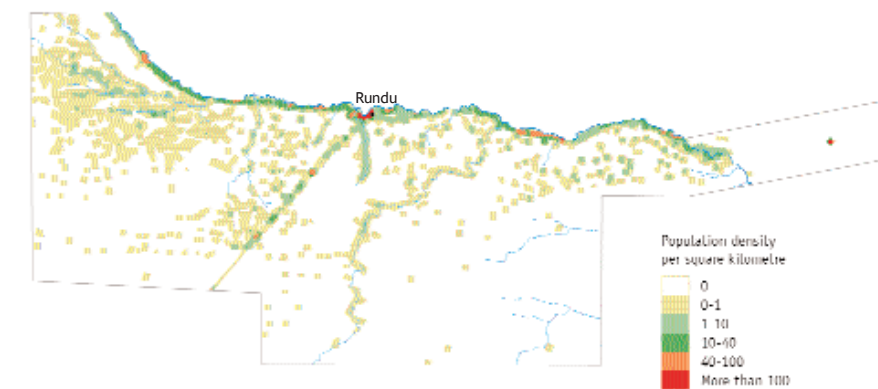 Rundu
Population density
per square kilometre
0
0-1
1-10
10-40
40-100
More than 100